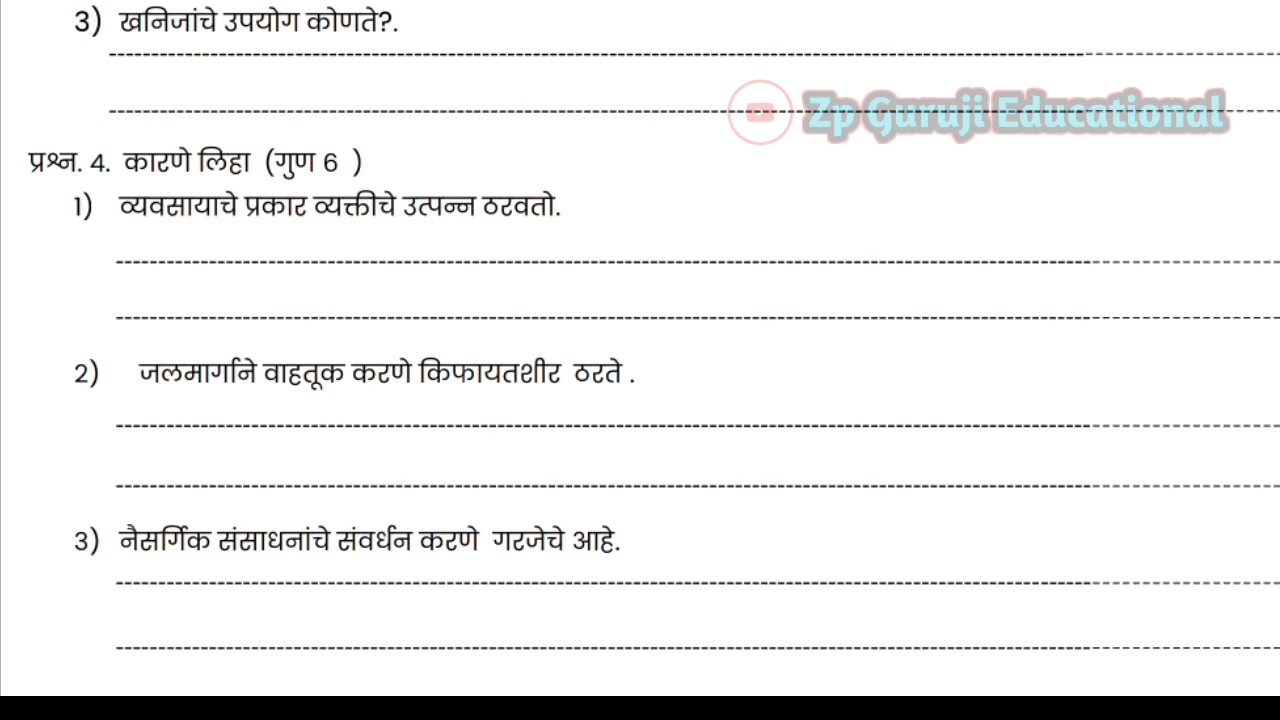 3) खनिजांचे उपयोग कोणते?.
Zp Guruji Educational
प्रश्न. 4. कारणे लिहा (गुण 6 )
1) व्यवसायाचे प्रकार व्यक्तीचे उत्पन्न ठरवतो.
2) जलमार्गाने वाहतूक करणे किफायतशीर ठरते .
3) नैसर्गिक संसाधनांचे संवर्धन करणे गरजेचे आहे.